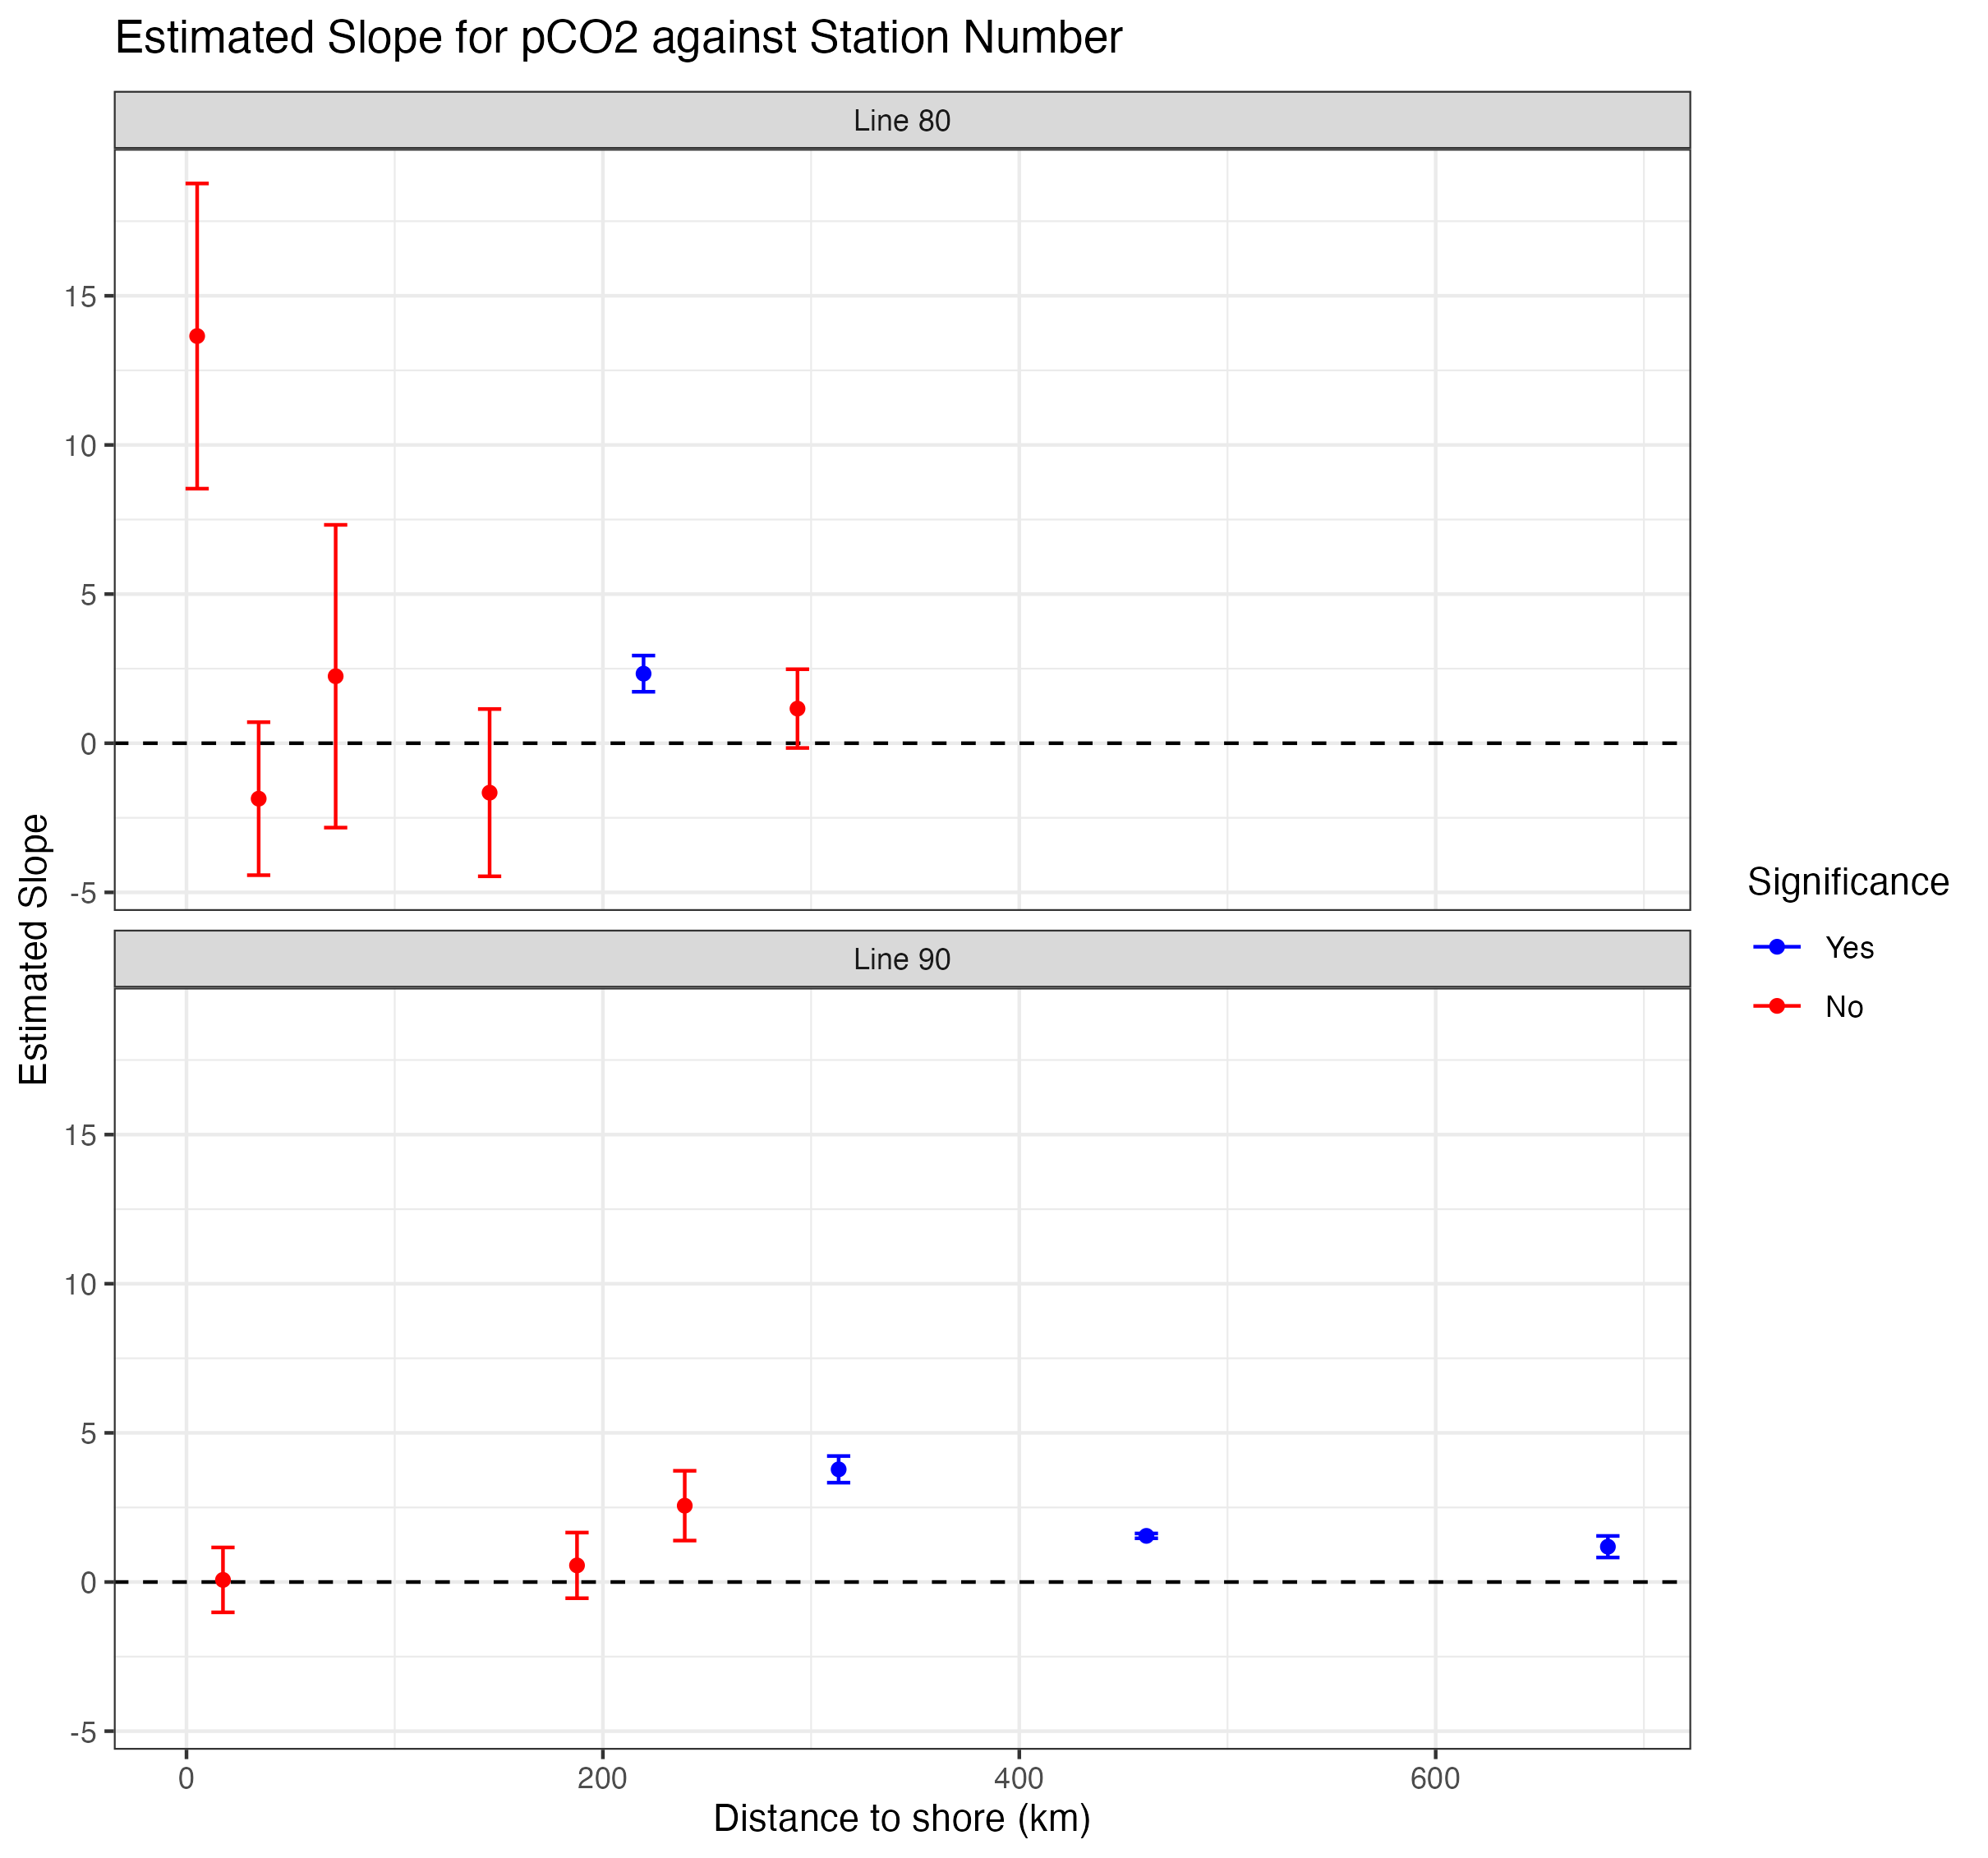 Estimated Slope for pCO2 against Station Number
Line 80
15
10
5
0
-5
Line 90
15
10
5
0
-5
0 200 400 600
Distance to shore (km)
Estimated Slope
Significance
Yes
No